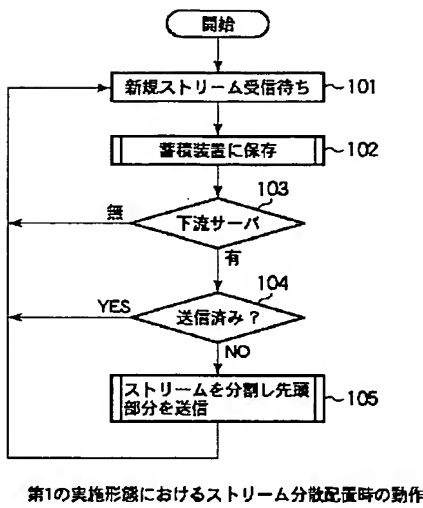 開始
新規ストリーム受信待ち
101
蓄積装置に保存
102
103
下流サーバ
無
有
104
YES
送信済み？
NO
ストリームを分割し先頭
部分を送信
105
第1の実施形態におけるストリーム分散配置時の動作